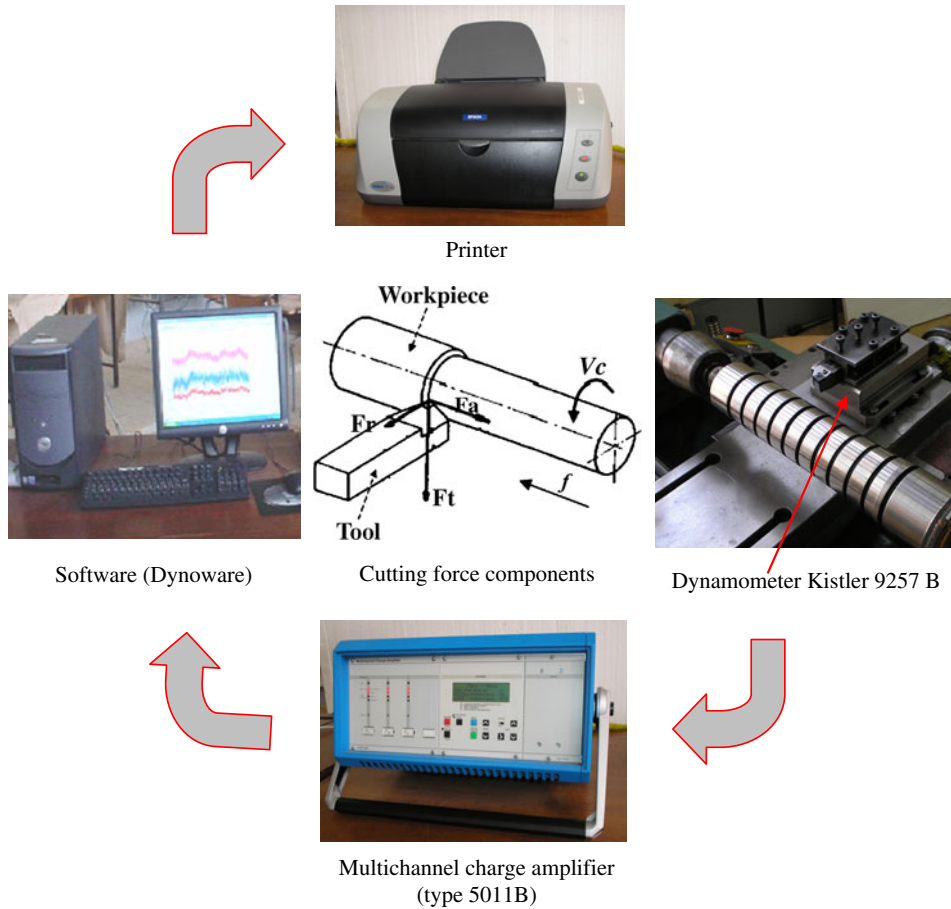 EPSON
Printer
Workpiece
Vc
Fr
Fa
f
Ft
Tool
Software (Dynoware)
Cutting force components
Dynamometer Kistler 9257 B
Multichannel charge amplifier
(type 5011B)